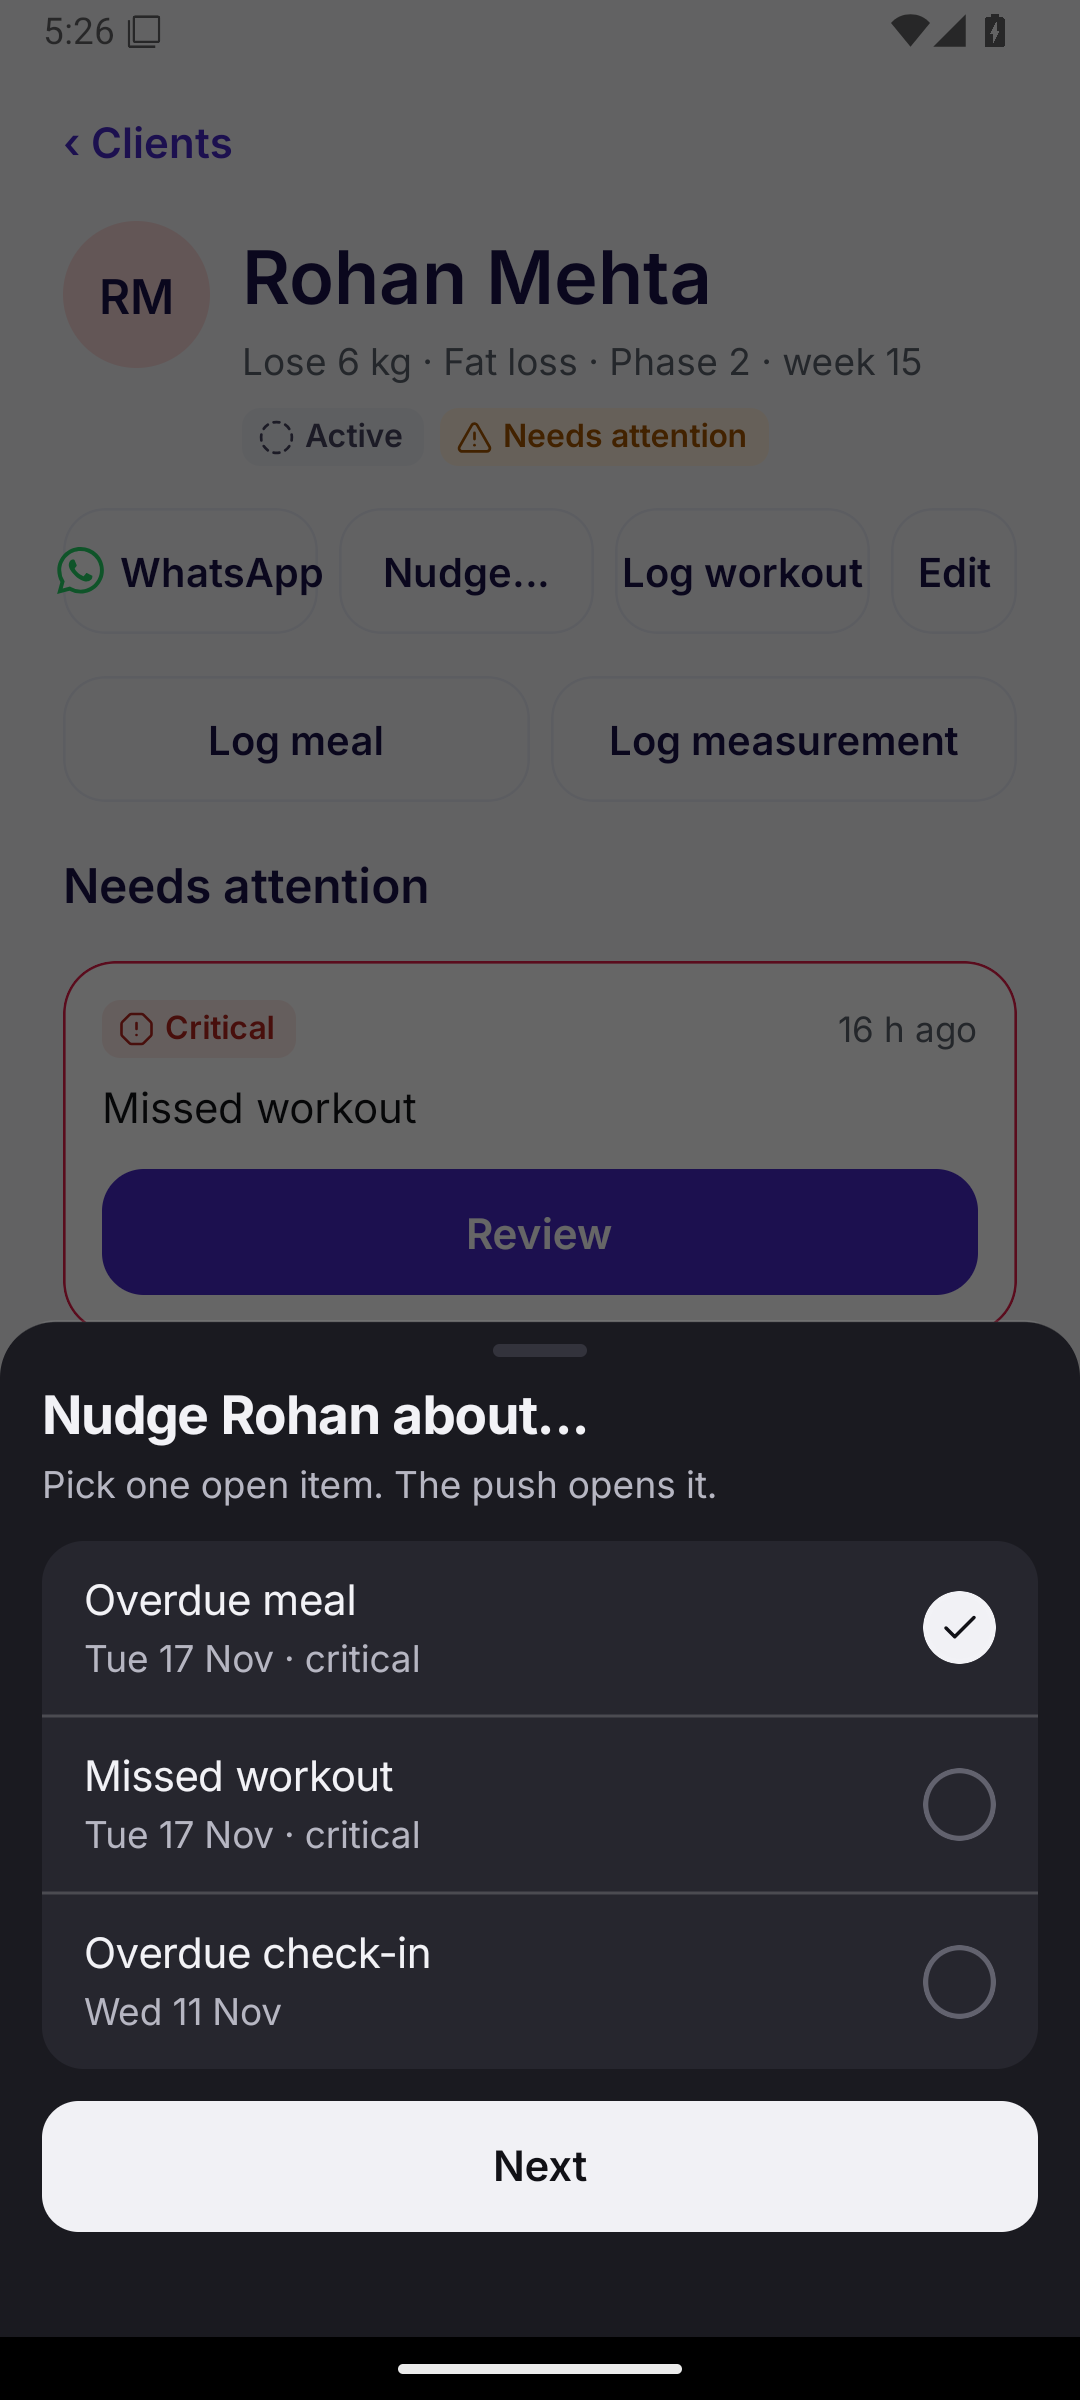 5:26
‹ Clients
RM
Rohan Mehta
Lose 6 kg · Fat loss · Phase 2 · week 15
Active
Needs attention
WhatsApp
Nudge...
Log workout
Edit
Log meal
Log measurement
Needs attention
Critical
16 h ago
Missed workout
Review
Nudge Rohan about...
Pick one open item. The push opens it.
Overdue meal
Tue 17 Nov · critical
Missed workout
Tue 17 Nov · critical
Overdue check-in
Wed 11 Nov
Next